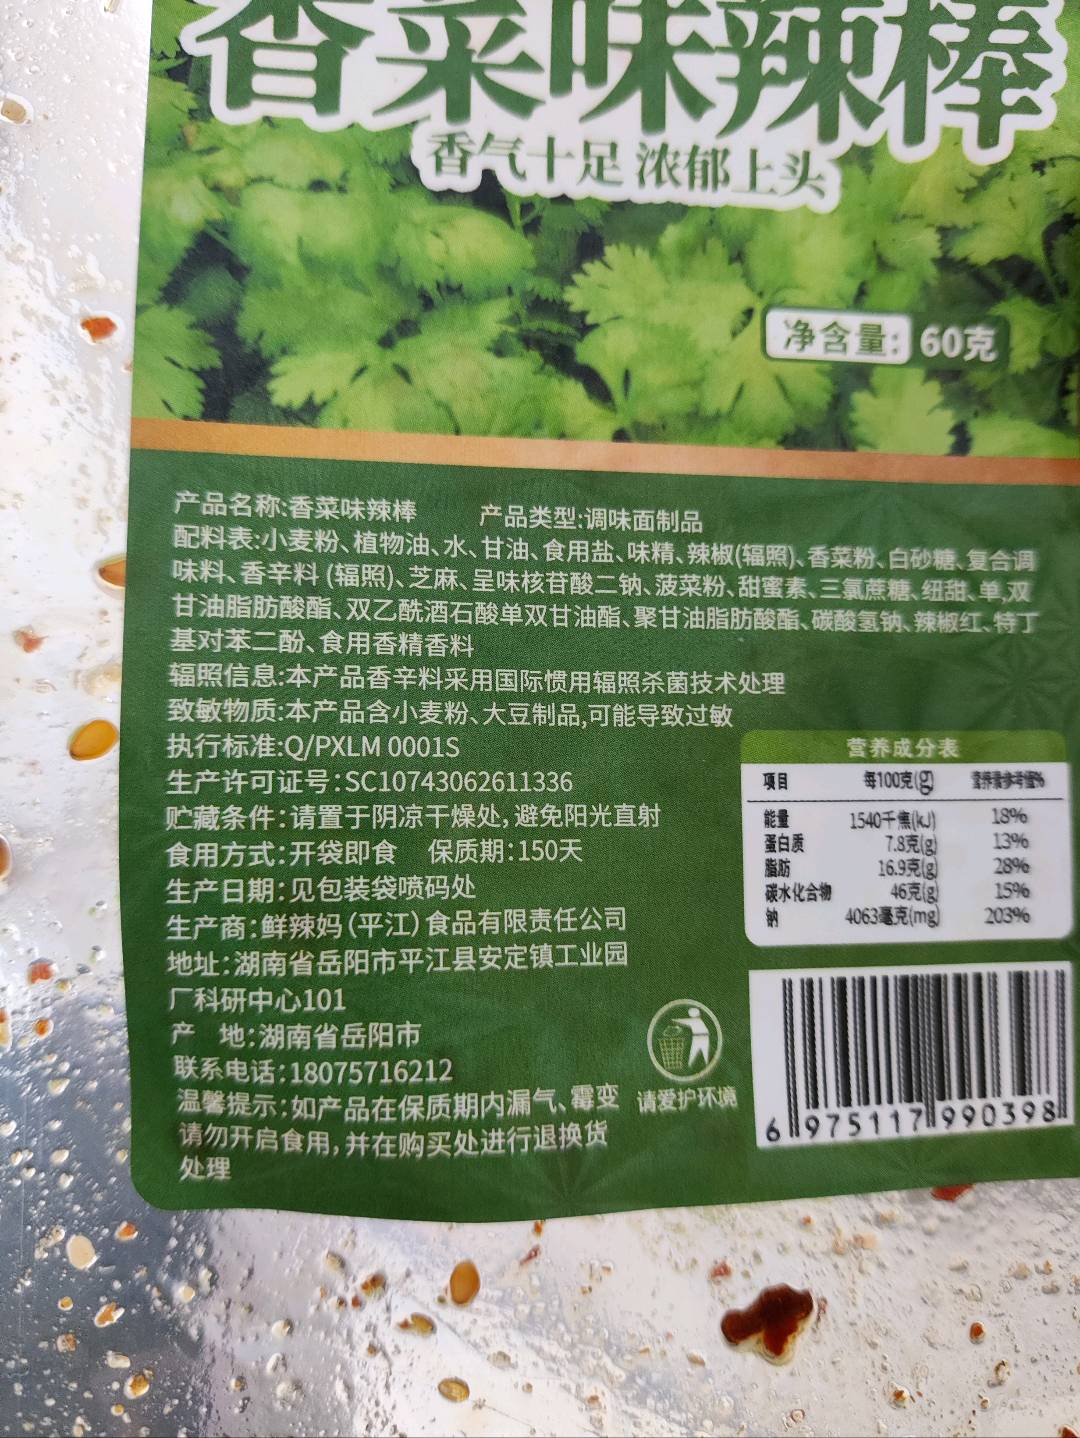 香菜味辣棒
香气十足 浓郁上头
净含量: 60克
产品名称:香菜味辣棒 产品类型:调味面制品
配料表:小麦粉、植物油、水、甘油、食用盐、味精、辣椒(辐照)、香菜粉、白砂糖、复合调
味料、香辛料 (辐照)、芝麻、呈味核苷酸二钠、菠菜粉、甜蜜素、三氯蔗糖、纽甜、单,双
甘油脂肪酸酯、双乙酰酒石酸单双甘油酯、聚甘油脂肪酸酯、碳酸氢钠、辣椒红、特丁
基对苯二酚、食用香精香料
辐照信息:本产品香辛料采用国际惯用辐照杀菌技术处理
致敏物质:本产品含小麦粉、大豆制品,可能导致过敏
执行标准:Q/PXLM 0001S
生产许可证号:SC10743062611336
贮藏条件:请置于阴凉干燥处,避免阳光直射
食用方式:开袋即食 保质期:150天
生产日期:见包装袋喷码处
生产商:鲜辣妈(平江)食品有限责任公司
地址:湖南省岳阳市平江县安定镇工业园
厂科研中心101
产 地:湖南省岳阳市
联系电话:18075716212
温馨提示:如产品在保质期内漏气、霉变
请勿开启食用,并在购买处进行退换货
处理
营养成分表
项目 每100克(g) 营养素参考值%
能量 1540千焦(kJ) 18%
蛋白质 7.8克(g) 13%
脂肪 16.9克(g) 28%
碳水化合物 46克(g) 15%
钠 4063毫克(mg) 203%
请爱护环境
6 975117 990398